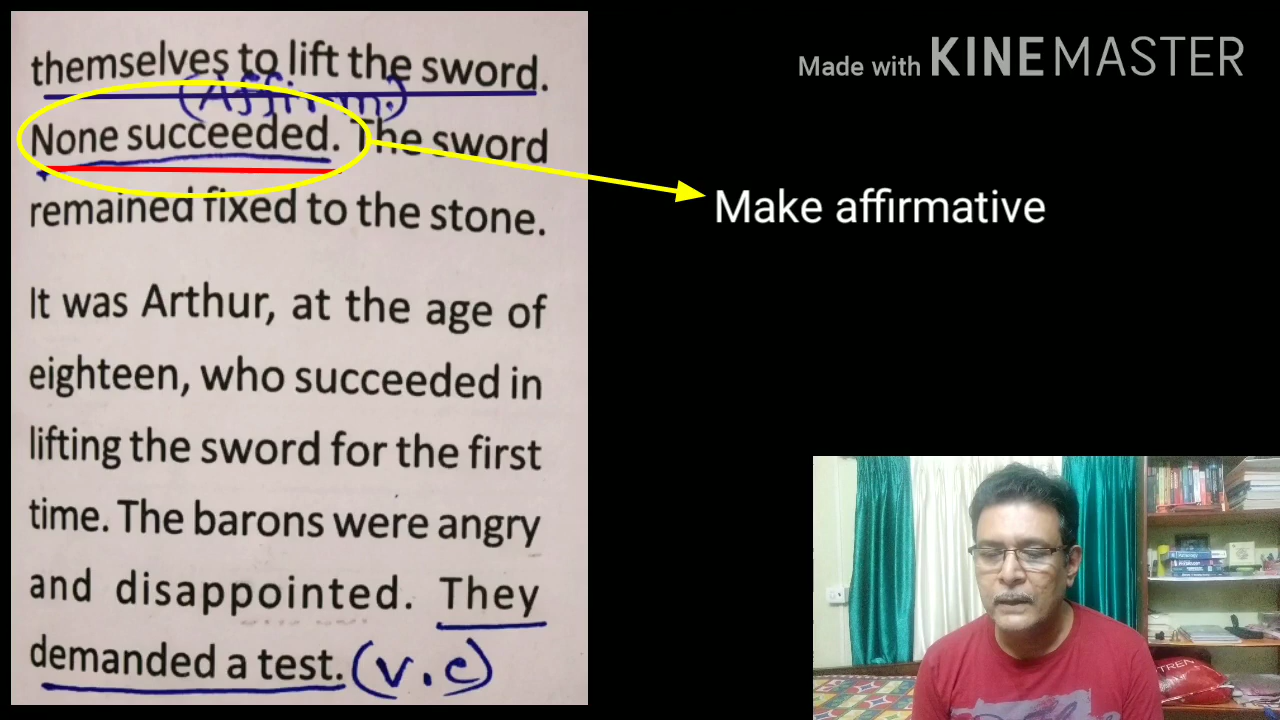 themselves to lift the sword.
(Affirm.)
None succeeded. The sword
remained fixed to the stone.
It was Arthur, at the age of
eighteen, who succeeded in
lifting the sword for the first
time. The barons were angry
and disappointed. They
demanded a test. (v.c)
Made with KINEMASTER
Make affirmative